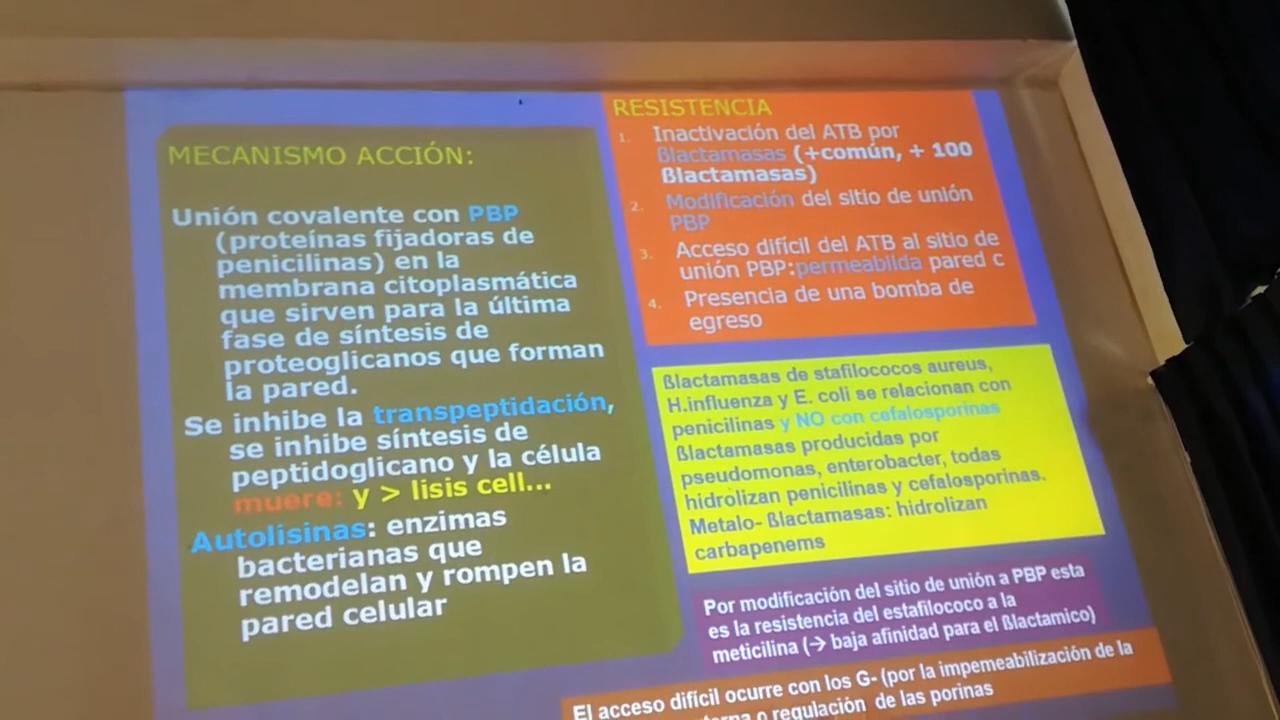 MECANISMO ACCIÓN:
Unión covalente con PBP
(proteínas fijadoras de
penicilinas) en la
membrana citoplasmática
que sirven para la última
fase de síntesis de
proteoglicanos que forman
la pared.
Se inhibe la transpeptidación,
se inhibe síntesis de
peptidoglicano y la célula
muere: y > lisis cell...
Autolisinas: enzimas
bacterianas que
remodelan y rompen la
pared celular
RESISTENCIA
1. Inactivación del ATB por
ßlactamasas (+común, + 100
ßlactamasas)
2. Modificación del sitio de unión
PBP
3. Acceso difícil del ATB al sitio de
unión PBP:permeabilida pared c
4. Presencia de una bomba de
egreso
ßlactamasas de stafilococos aureus,
H.influenza y E. coli se relacionan con
penicilinas y NO con cefalosporinas
ßlactamasas producidas por
pseudomonas, enterobacter, todas
hidrolizan penicilinas y cefalosporinas.
Metalo- ßlactamasas: hidrolizan
carbapenems
Por modificación del sitio de unión a PBP esta
es la resistencia del estafilococo a la
meticilina (→ baja afinidad para el ßlactamico)
El acceso difícil ocurre con los G- (por la impemeabilización de la
o regulación de las porinas